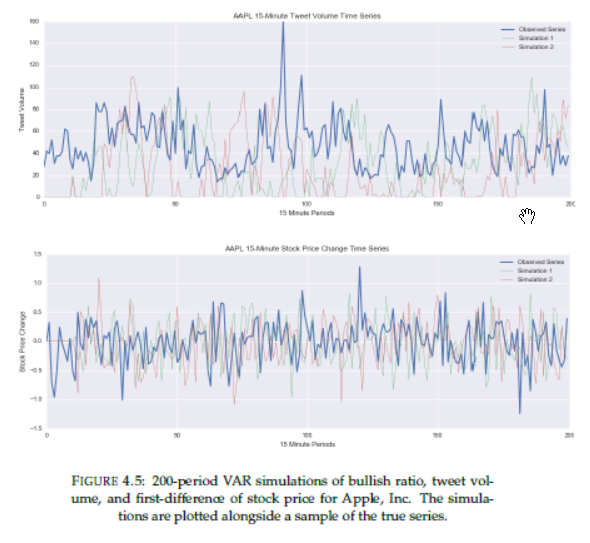 AAPL 15-Minute Tweet Volume Time Series
160
140
120
100
80
60
40
20
0
Tweet Volume
Observed Series
Simulation 1
Simulation 2
0 50 100 150 200
15 Minute Periods
AAPL 15-Minute Stock Price Change Time Series
1.5
1.0
0.5
0.0
−0.5
−1.0
−1.5
Stock Price Change
Observed Series
Simulation 1
Simulation 2
0 50 100 150 200
15 Minute Periods
FIGURE 4.5: 200-period VAR simulations of bullish ratio, tweet vol-
ume, and first-difference of stock price for Apple, Inc. The simula-
tions are plotted alongside a sample of the true series.